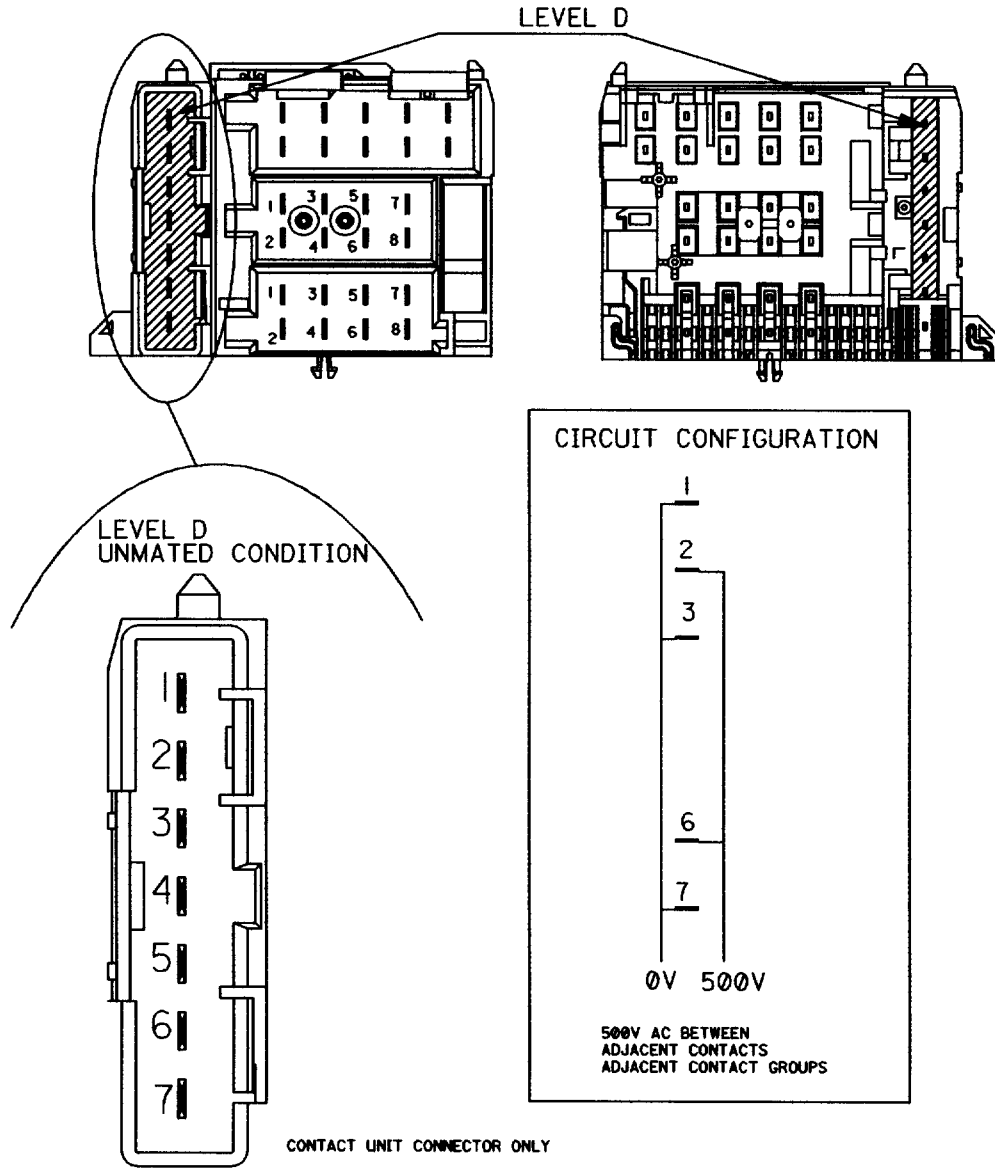 LEVEL D
3 5 7
1
2 4 6 8
1 3 5 7
2 4 6 8
CIRCUIT CONFIGURATION
1
2
3
6
7
0V 500V
500V AC BETWEEN
ADJACENT CONTACTS
ADJACENT CONTACT GROUPS
LEVEL D
UNMATED CONDITION
1
2
3
4
5
6
7
CONTACT UNIT CONNECTOR ONLY